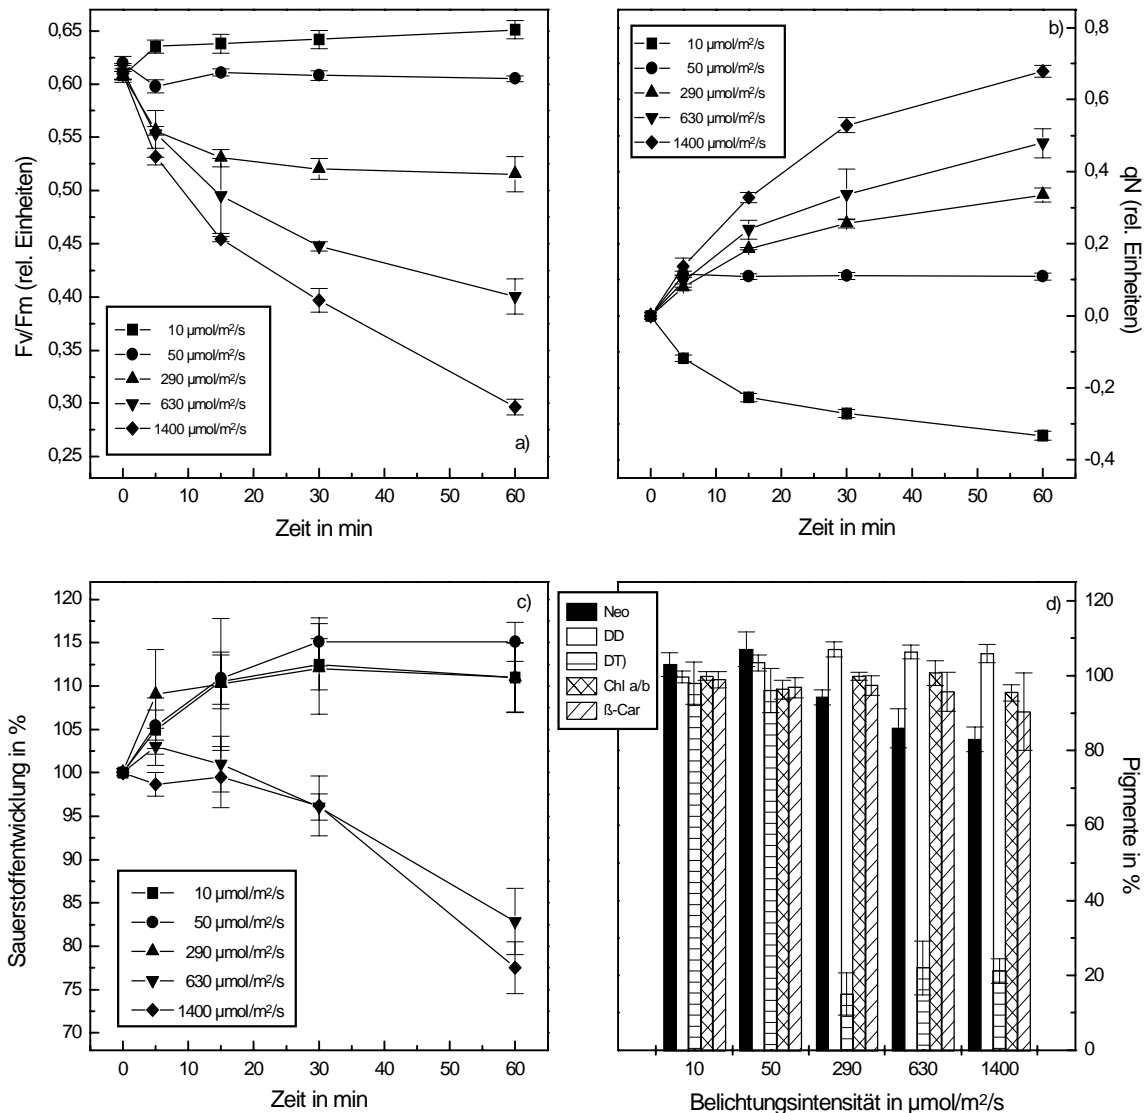 0,65
0,60
0,55
0,50
0,45
0,40
0,35
0,30
0,25
Fv/Fm (rel. Einheiten)
10 µmol/m²/s
50 µmol/m²/s
290 µmol/m²/s
630 µmol/m²/s
1400 µmol/m²/s
a)
0 10 20 30 40 50 60
Zeit in min
b)
10 µmol/m²/s
50 µmol/m²/s
290 µmol/m²/s
630 µmol/m²/s
1400 µmol/m²/s
0,8
0,6
0,4
0,2
0,0
-0,2
-0,4
qN (rel. Einheiten)
0 10 20 30 40 50 60
Zeit in min
120
115
110
105
100
95
90
85
80
75
70
Sauerstoffentwicklung in %
c)
10 µmol/m²/s
50 µmol/m²/s
290 µmol/m²/s
630 µmol/m²/s
1400 µmol/m²/s
0 10 20 30 40 50 60
Zeit in min
Neo
DD
DT)
Chl a/b
ß-Car
d)
120
100
80
60
40
20
0
Pigmente in %
10 50 290 630 1400
Belichtungsintensität in µmol/m²/s